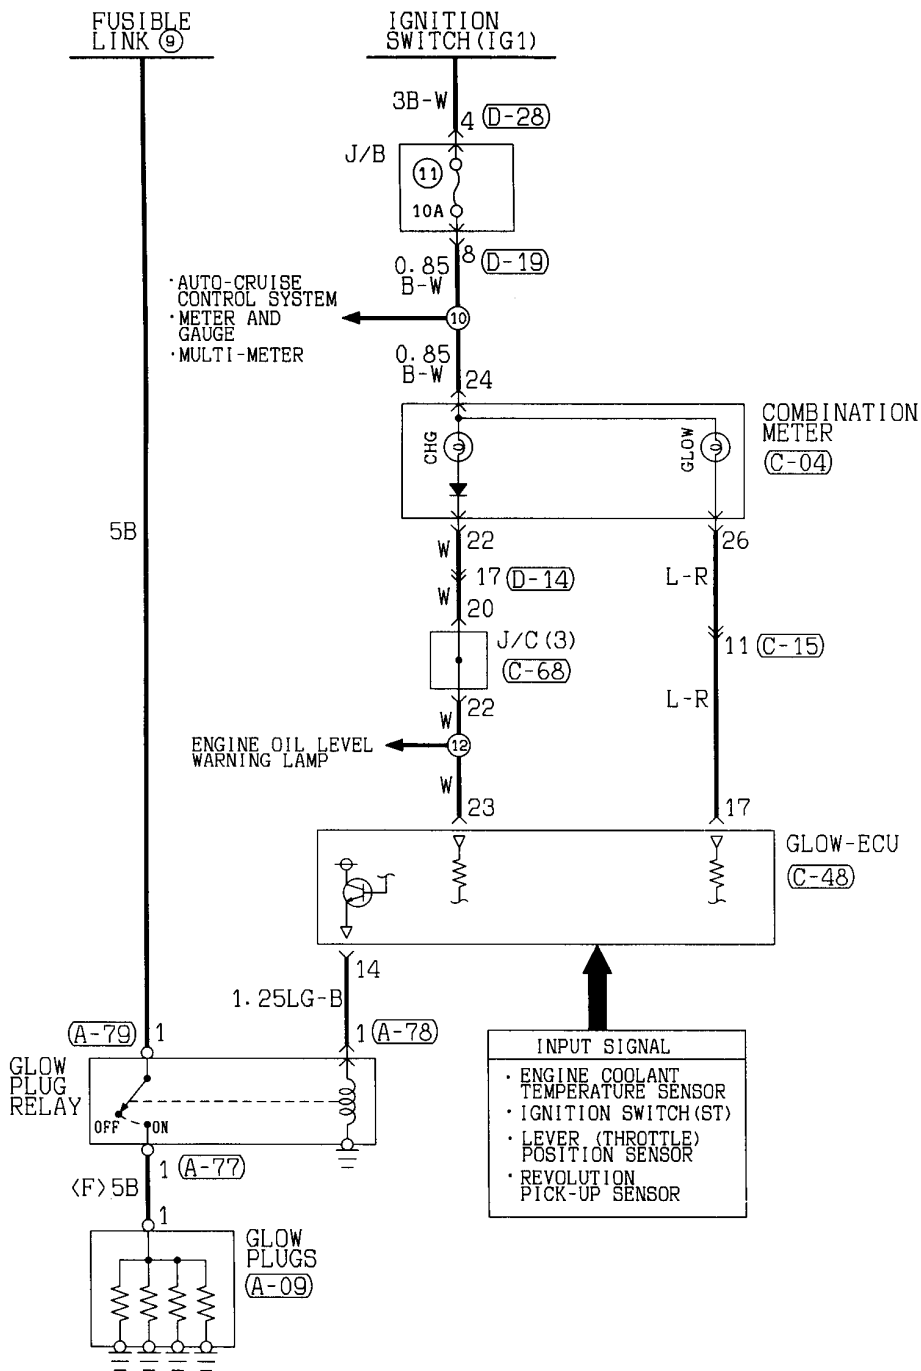 FUSIBLE
LINK ⑨
IGNITION
SWITCH(IG1)
3B-W
4 D-28
J/B
11
10A
8 D-19
0.85
B-W
·AUTO-CRUISE
CONTROL SYSTEM
·METER AND
GAUGE
·MULTI-METER
10
0.85
B-W
24
COMBINATION
METER
C-04
CHG
GLOW
5B
W
22
26
17 D-14
L-R
W
20
J/C(3)
C-68
11 C-15
22
W
L-R
ENGINE OIL LEVEL
WARNING LAMP
12
W
23
17
GLOW-ECU
C-48
14
1.25LG-B
A-79 1
1 A-78
GLOW
PLUG
RELAY
OFF
ON
INPUT SIGNAL
· ENGINE COOLANT
TEMPERATURE SENSOR
· IGNITION SWITCH(ST)
· LEVER (THROTTLE)
POSITION SENSOR
· REVOLUTION
PICK-UP SENSOR
1 A-77
<F>5B
1
GLOW
PLUGS
A-09